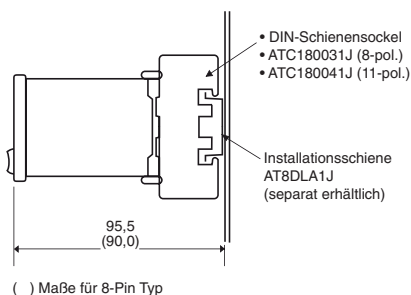 • DIN-Schienensockel
• ATC180031J (8-pol.)
• ATC180041J (11-pol.)
Installationsschiene
AT8DLA1J
(separat erhältlich)
95,5
(90,0)
( ) Maße für 8-Pin Typ